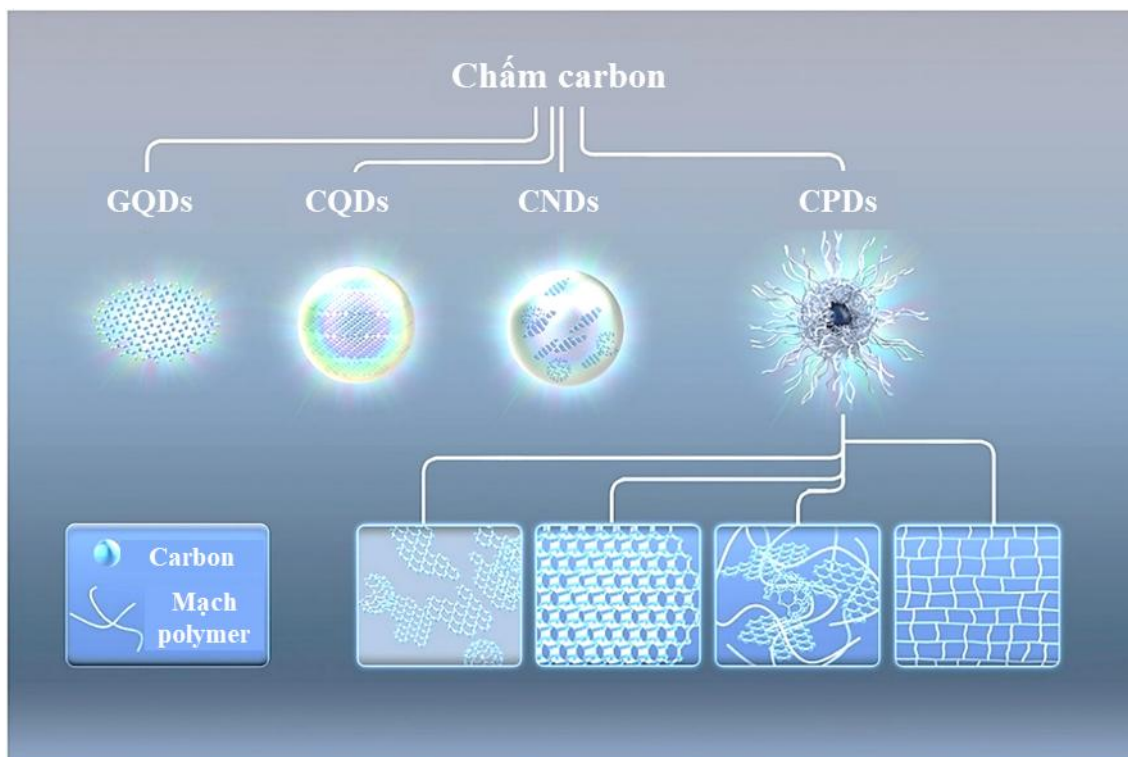 Chấm carbon
GQDs
CQDs
CNDs
CPDs
Carbon
Mạch
polymer